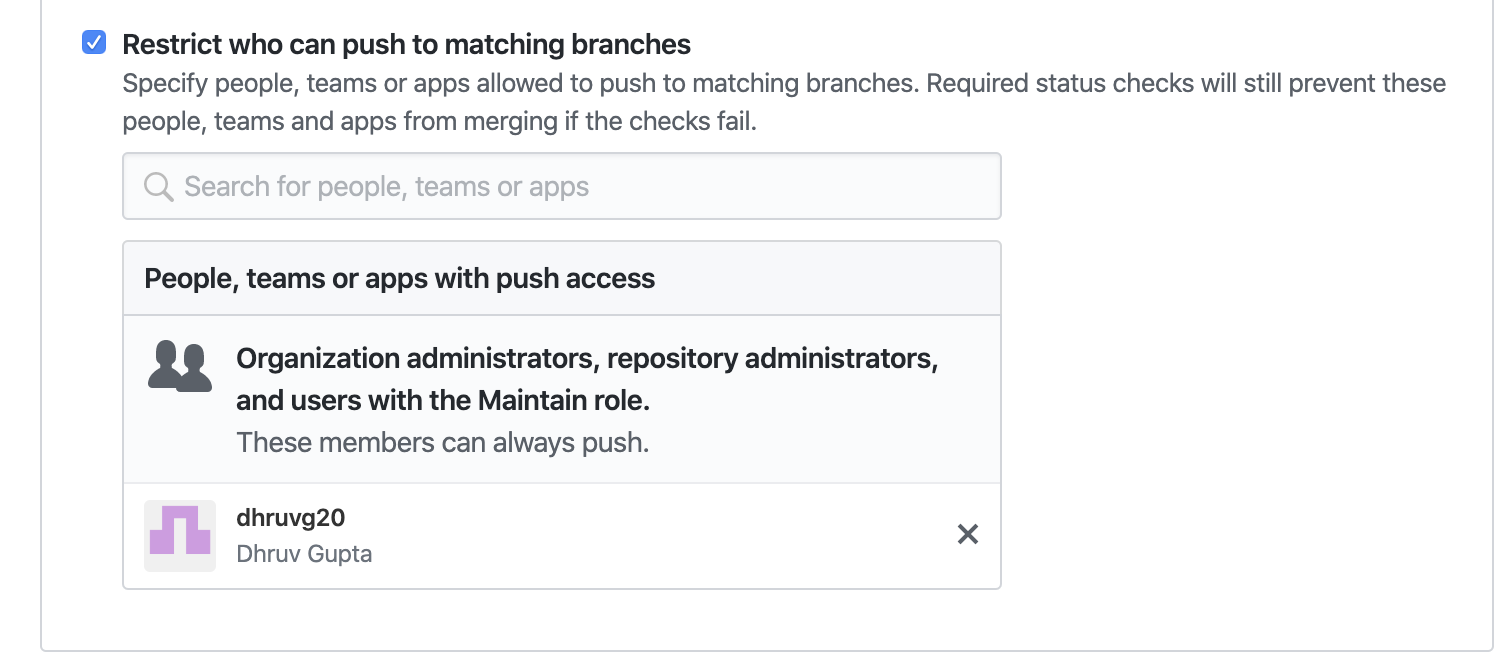 Restrict who can push to matching branches
Specify people, teams or apps allowed to push to matching branches. Required status checks will still prevent these
people, teams and apps from merging if the checks fail.
Search for people, teams or apps
People, teams or apps with push access
Organization administrators, repository administrators,
and users with the Maintain role.
These members can always push.
dhruvg20
Dhruv Gupta